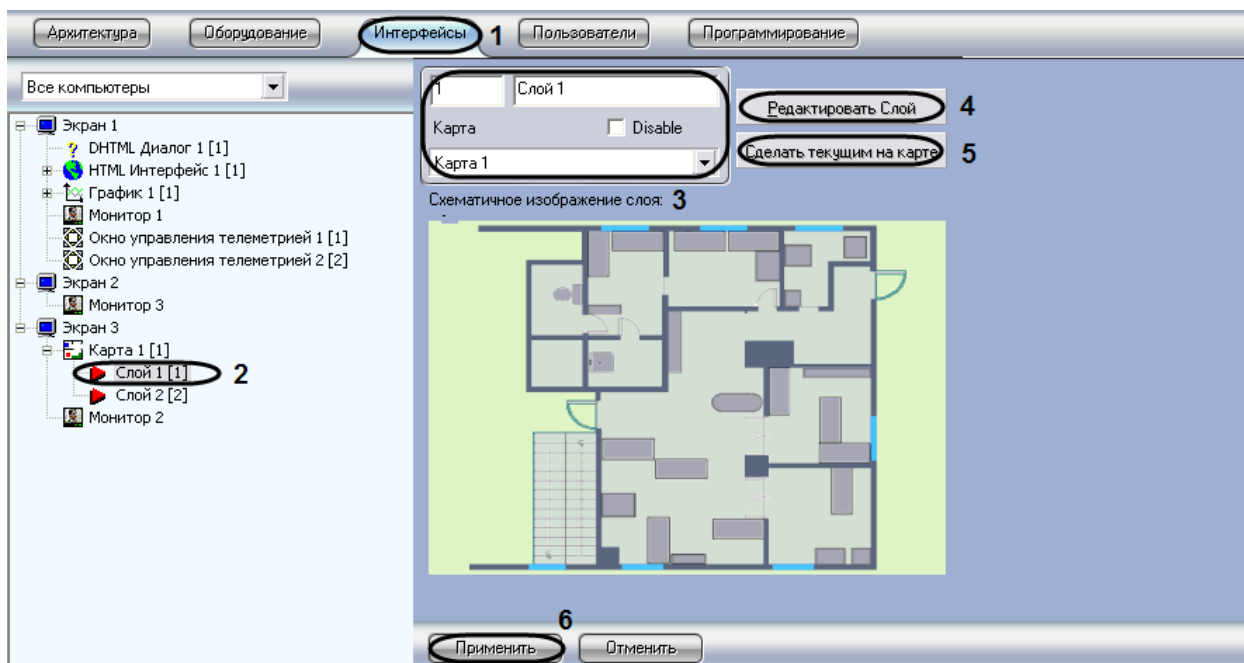 Архитектура Оборудование Интерфейсы 1 Пользователи Программирование
Все компьютеры
Экран 1
DHTML Диалог 1 [1]
HTML Интерфейс 1 [1]
График 1 [1]
Монитор 1
Окно управления телеметрией 1 [1]
Окно управления телеметрией 2 [2]
Экран 2
Монитор 3
Экран 3
Карта 1 [1]
Слой 1 [1] 2
Слой 2 [2]
Монитор 2
1 Слой 1
Карта Disable
Карта 1
Редактировать Слой 4
Сделать текущим на карте 5
Схематичное изображение слоя: 3
6
Применить Отменить